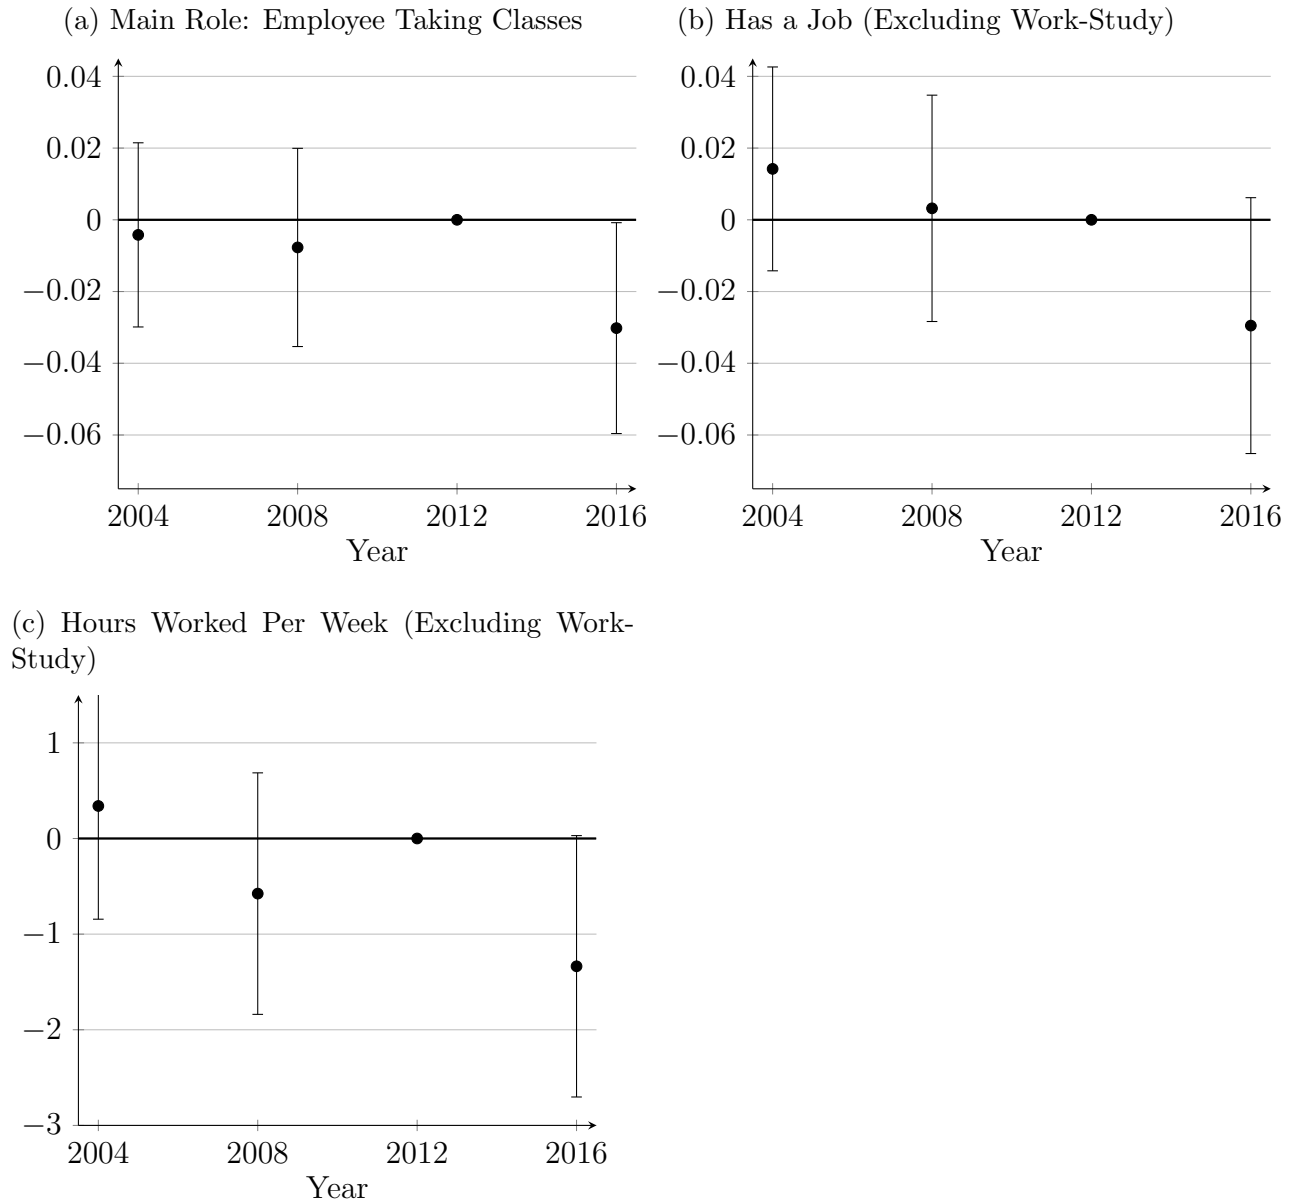 (a) Main Role: Employee Taking Classes
0.04
0.02
0
−0.02
−0.04
−0.06
2004 2008 2012 2016
Year
(b) Has a Job (Excluding Work-Study)
0.04
0.02
0
−0.02
−0.04
−0.06
2004 2008 2012 2016
Year
(c) Hours Worked Per Week (Excluding Work-
Study)
1
0
−1
−2
−3
2004 2008 2012 2016
Year